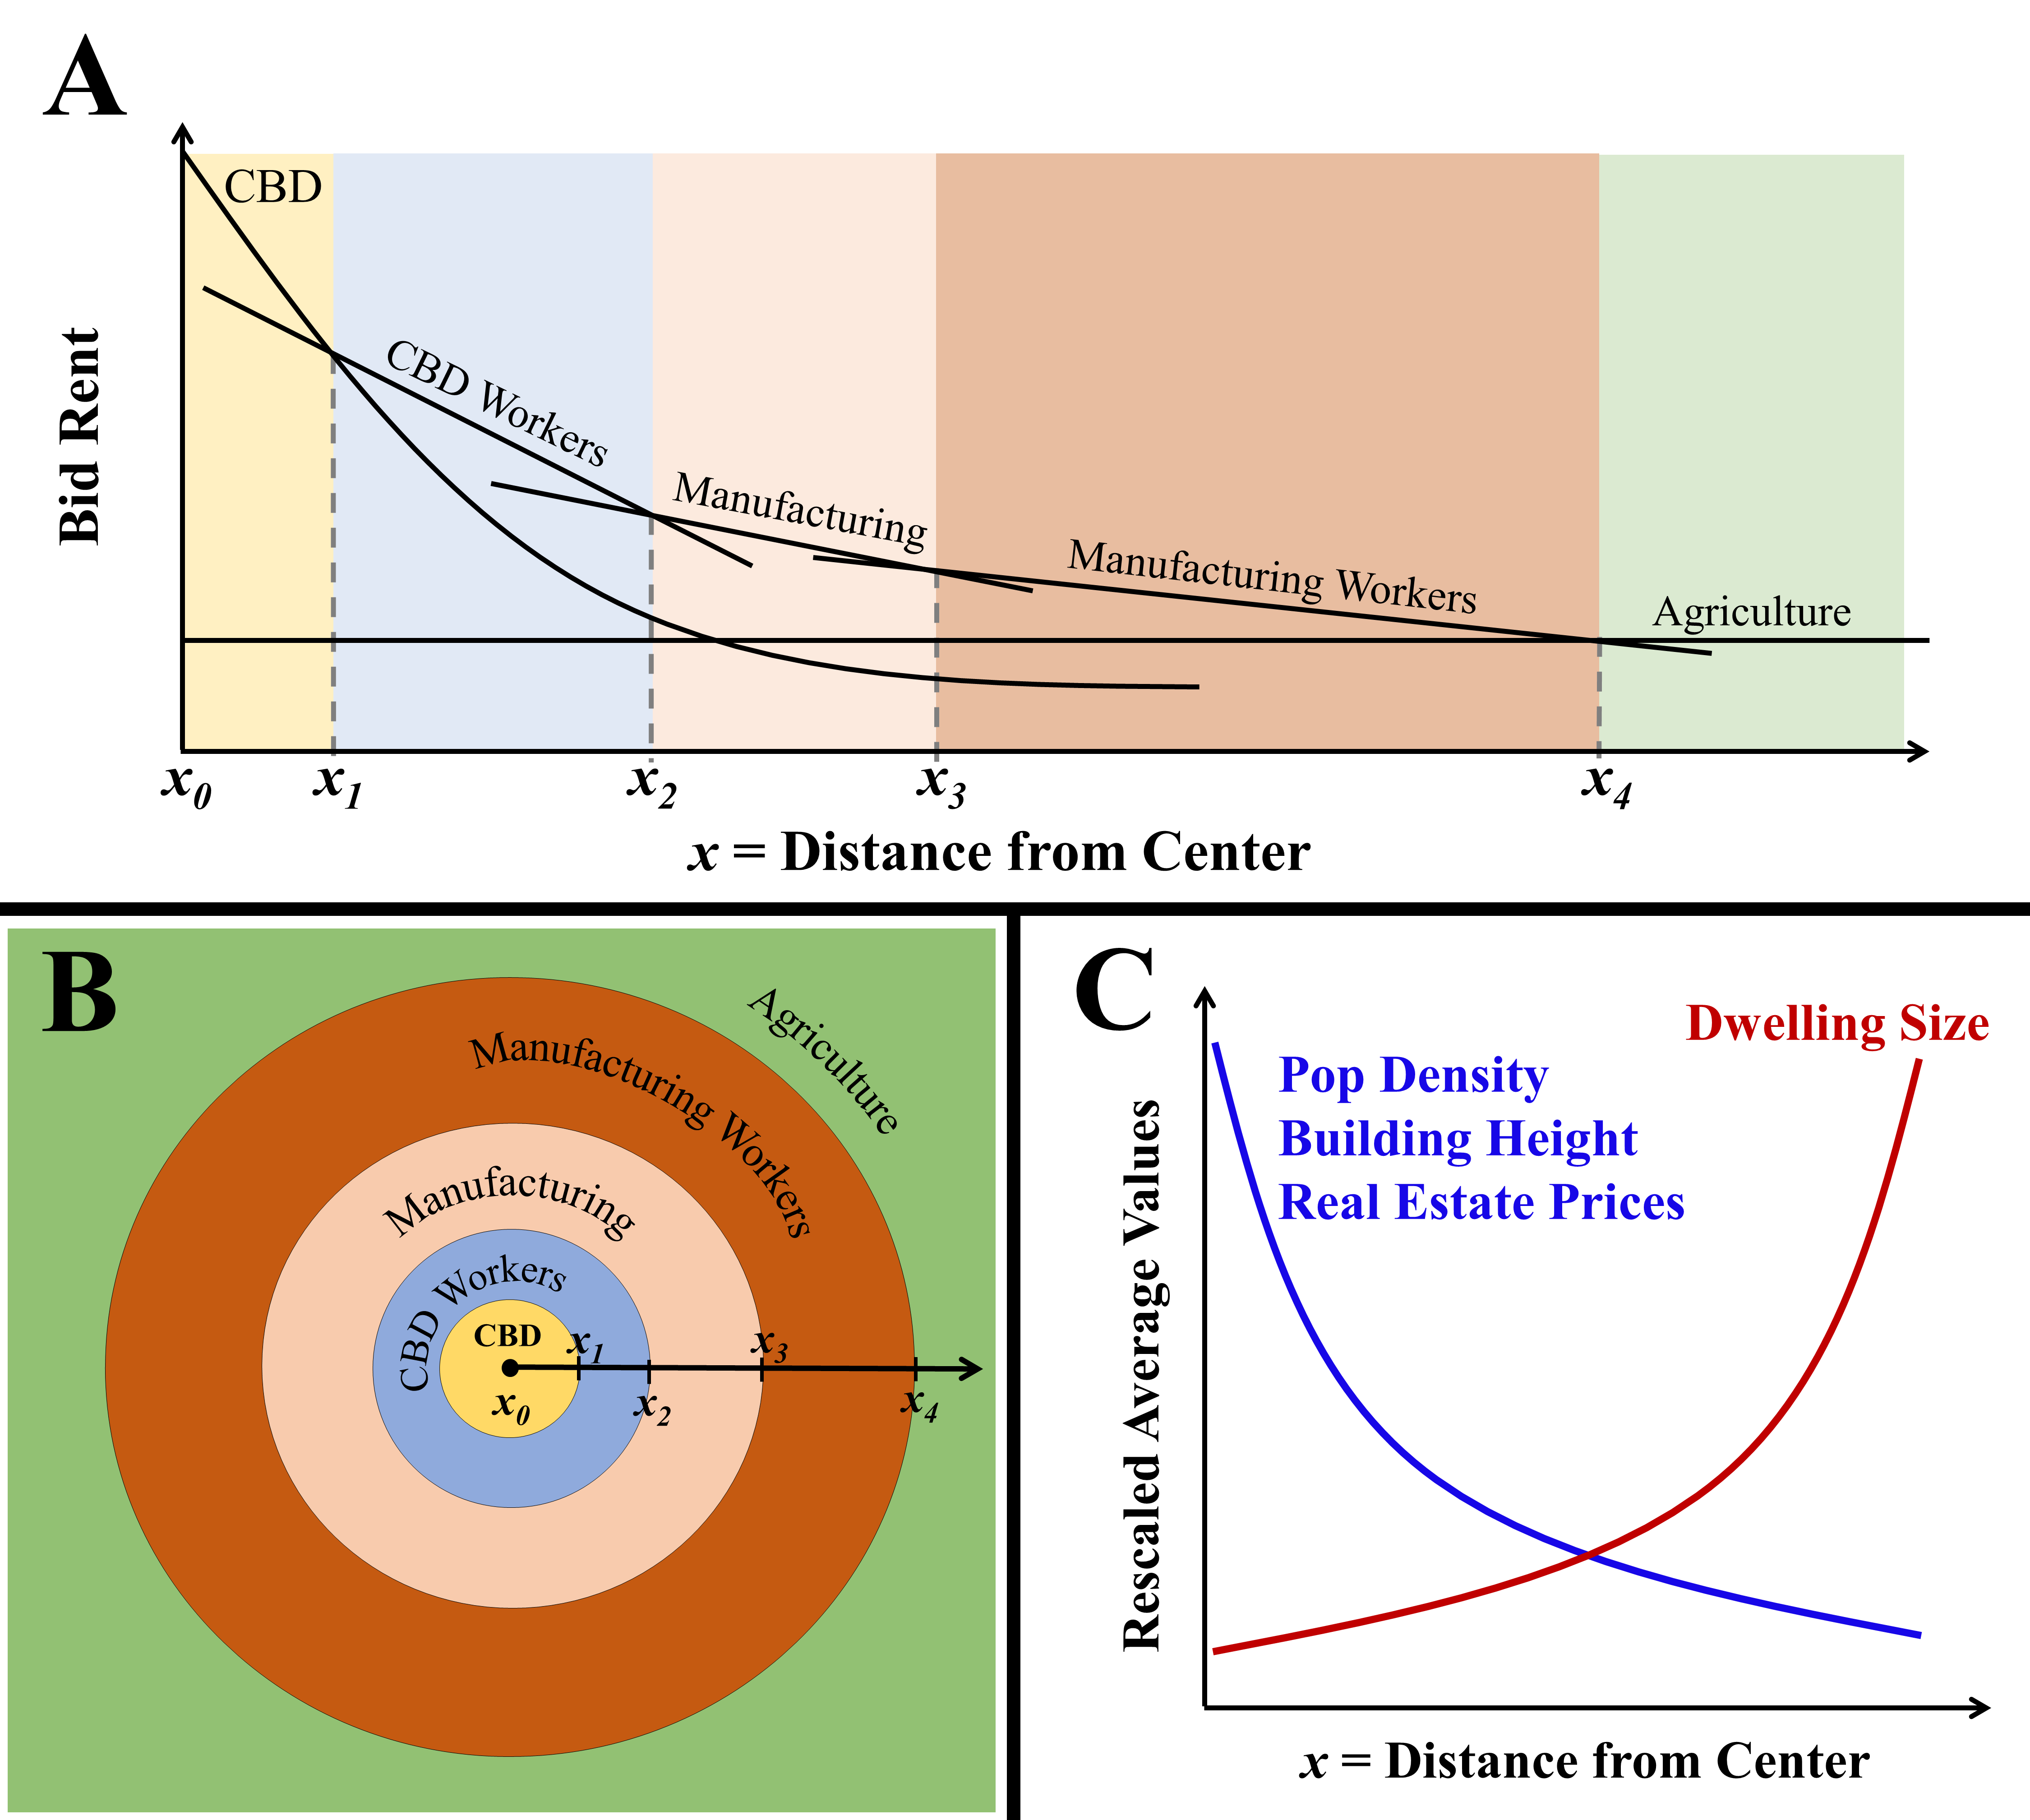 A
CBD
CBD Workers
Manufacturing
Manufacturing Workers
Agriculture
Bid Rent
x0
x1
x2
x3
x4
x = Distance from Center
B
Agriculture
Manufacturing Workers
Manufacturing
CBD Workers
CBD
x0
x1
x2
x3
x4
C
Dwelling Size
Pop Density
Building Height
Real Estate Prices
Rescaled Average Values
x = Distance from Center